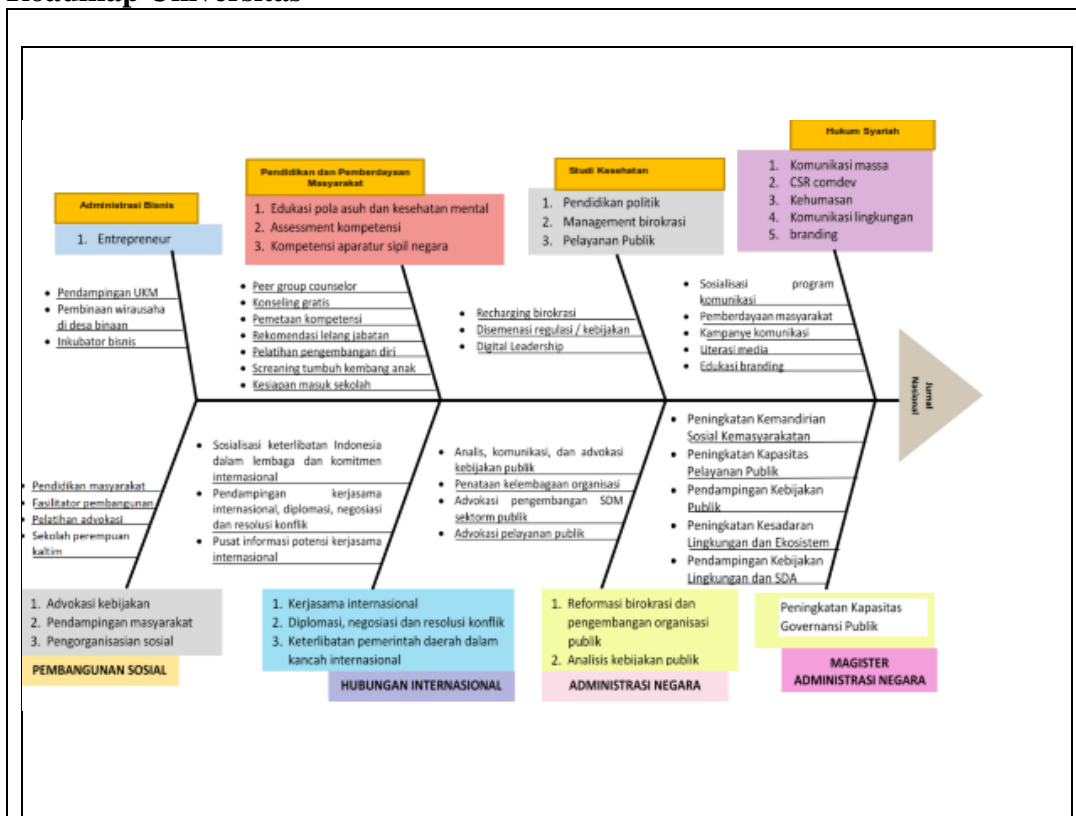 Roadmap Universitas
Hukum Syariah
1. Komunikasi massa
2. CSR comdev
3. Kehumasan
4. Komunikasi lingkungan
5. branding
Pendidikan dan Pemberdayaan
Masyarakat
1. Edukasi pola asuh dan kesehatan mental
2. Assessment kompetensi
3. Kompetensi aparatur sipil negara
Studi Kesehatan
1. Pendidikan politik
2. Management birokrasi
3. Pelayanan Publik
Administrasi Bisnis
1. Entrepreneur
• Pendampingan UKM
• Pembinaan wirausaha
di desa binaan
• Inkubator bisnis
• Peer group counselor
• Konseling gratis
• Pemetaan kompetensi
• Rekomendasi lelang jabatan
• Pelatihan pengembangan diri
• Screaning tumbuh kembang anak
• Kesiapan masuk sekolah
• Recharging birokrasi
• Disemenasi regulasi / kebijakan
• Digital Leadership
• Sosialisasi program
komunikasi
• Pemberdayaan masyarakat
• Kampanye komunikasi
• Literasi media
• Edukasi branding
Jurnal
Nasional
• Pendidikan masyarakat
• Fasilitator pembangunan
• Pelatihan advokasi
• Sekolah perempuan
kaltim
• Sosialisasi keterlibatan Indonesia
dalam lembaga dan komitmen
internasional
• Pendampingan kerjasama
internasional, diplomasi, negosiasi
dan resolusi konflik
• Pusat informasi potensi kerjasama
internasional
• Analis, komunikasi, dan advokasi
kebijakan publik
• Penataan kelembagaan organisasi
• Advokasi pengembangan SDM
sektorm publik
• Advokasi pelayanan publik
• Peningkatan Kemandirian
Sosial Kemasyarakatan
• Peningkatan Kapasitas
Pelayanan Publik
• Pendampingan Kebijakan
Publik
• Peningkatan Kesadaran
Lingkungan dan Ekosistem
• Pendampingan Kebijakan
Lingkungan dan SDA
1. Advokasi kebijakan
2. Pendampingan masyarakat
3. Pengorganisasian sosial
PEMBANGUNAN SOSIAL
1. Kerjasama internasional
2. Diplomasi, negosiasi dan resolusi konflik
3. Keterlibatan pemerintah daerah dalam
kancah internasional
HUBUNGAN INTERNASIONAL
1. Reformasi birokrasi dan
pengembangan organisasi
publik
2. Analisis kebijakan publik
ADMINISTRASI NEGARA
Peningkatan Kapasitas
Governansi Publik
MAGISTER
ADMINISTRASI NEGARA